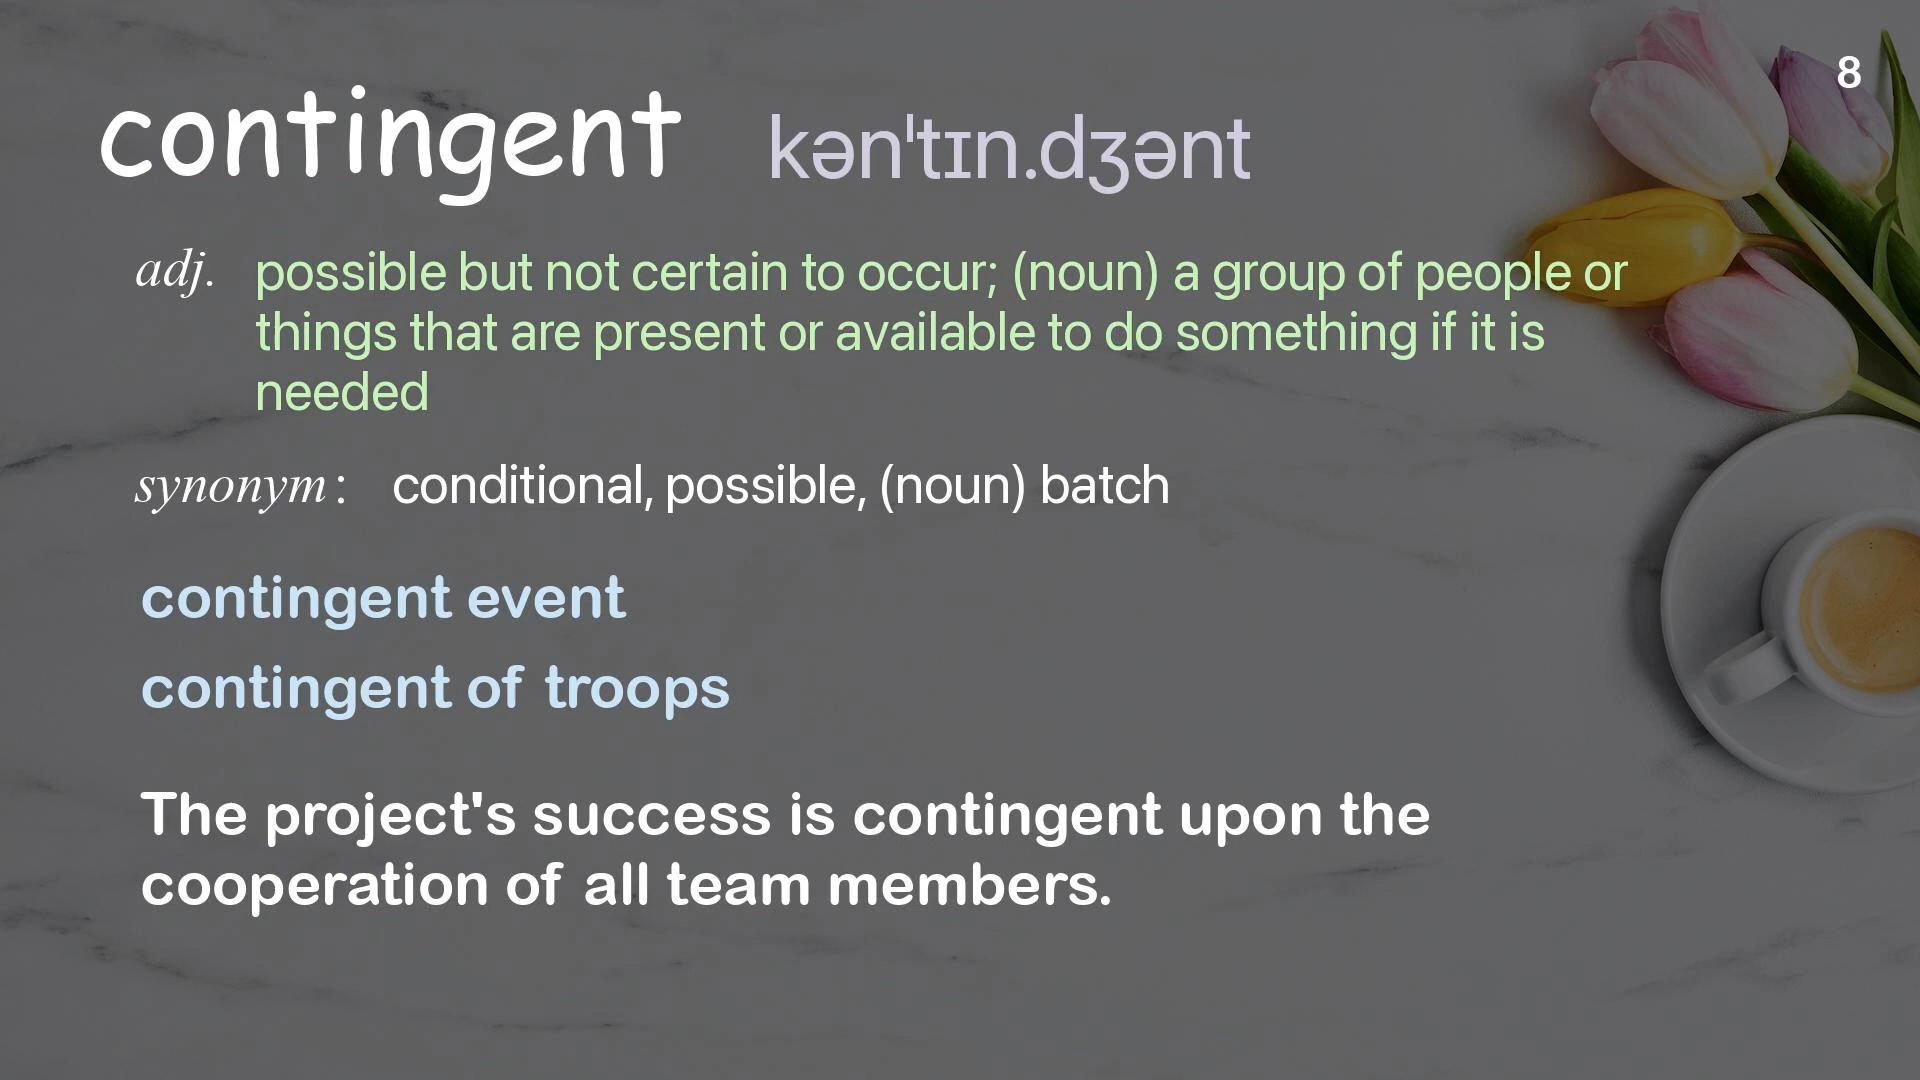 8
contingent kən'tɪn.dʒənt
adj. possible but not certain to occur; (noun) a group of people or
things that are present or available to do something if it is
needed
synonym: conditional, possible, (noun) batch
contingent event
contingent of troops
The project's success is contingent upon the
cooperation of all team members.